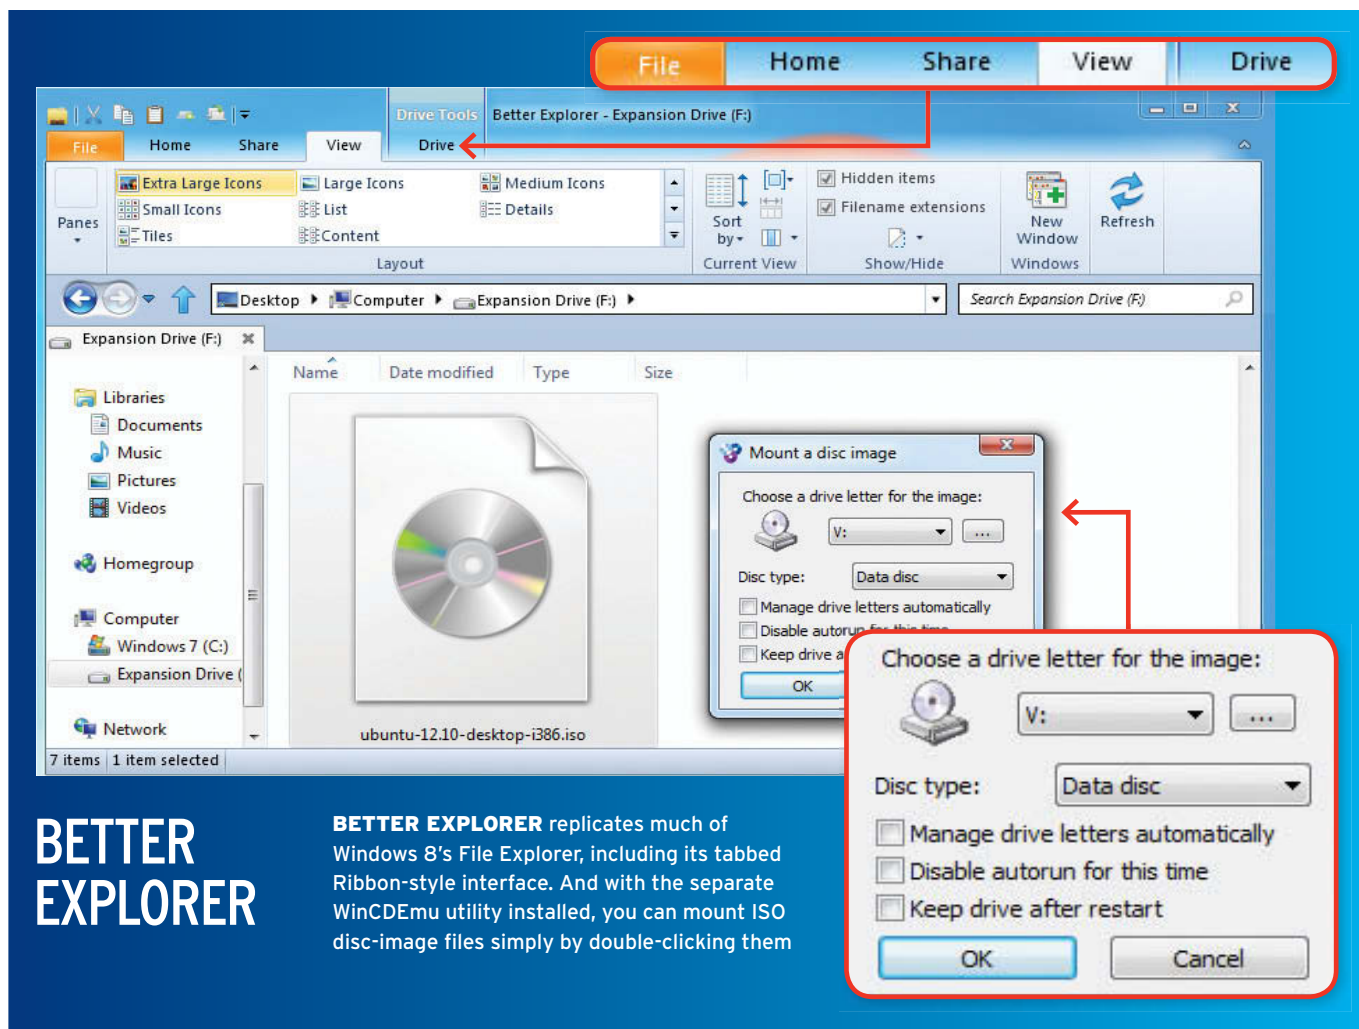 File Home Share View Drive
Drive Tools Better Explorer - Expansion Drive (F:)
File Home Share View Drive
Panes
Extra Large Icons Large Icons Medium Icons
Small Icons List Details
Tiles Content
Layout
Sort by
Current View
Hidden items
Filename extensions
Show/Hide
New Window
Windows
Refresh
Desktop Computer Expansion Drive (F:)
Search Expansion Drive (F:)
Expansion Drive (F:)
Name Date modified Type Size
Libraries
Documents
Music
Pictures
Videos
Homegroup
Computer
Windows 7 (C:)
Expansion Drive (
Network
ubuntu-12.10-desktop-i386.iso
7 items 1 item selected
Mount a disc image
Choose a drive letter for the image:
V: ...
Disc type: Data disc
Manage drive letters automatically
Disable autorun for this time
Keep drive a
OK
Choose a drive letter for the image:
V: ...
Disc type: Data disc
Manage drive letters automatically
Disable autorun for this time
Keep drive after restart
OK Cancel
BETTER
EXPLORER
BETTER EXPLORER replicates much of
Windows 8's File Explorer, including its tabbed
Ribbon-style interface. And with the separate
WinCDEmu utility installed, you can mount ISO
disc-image files simply by double-clicking them